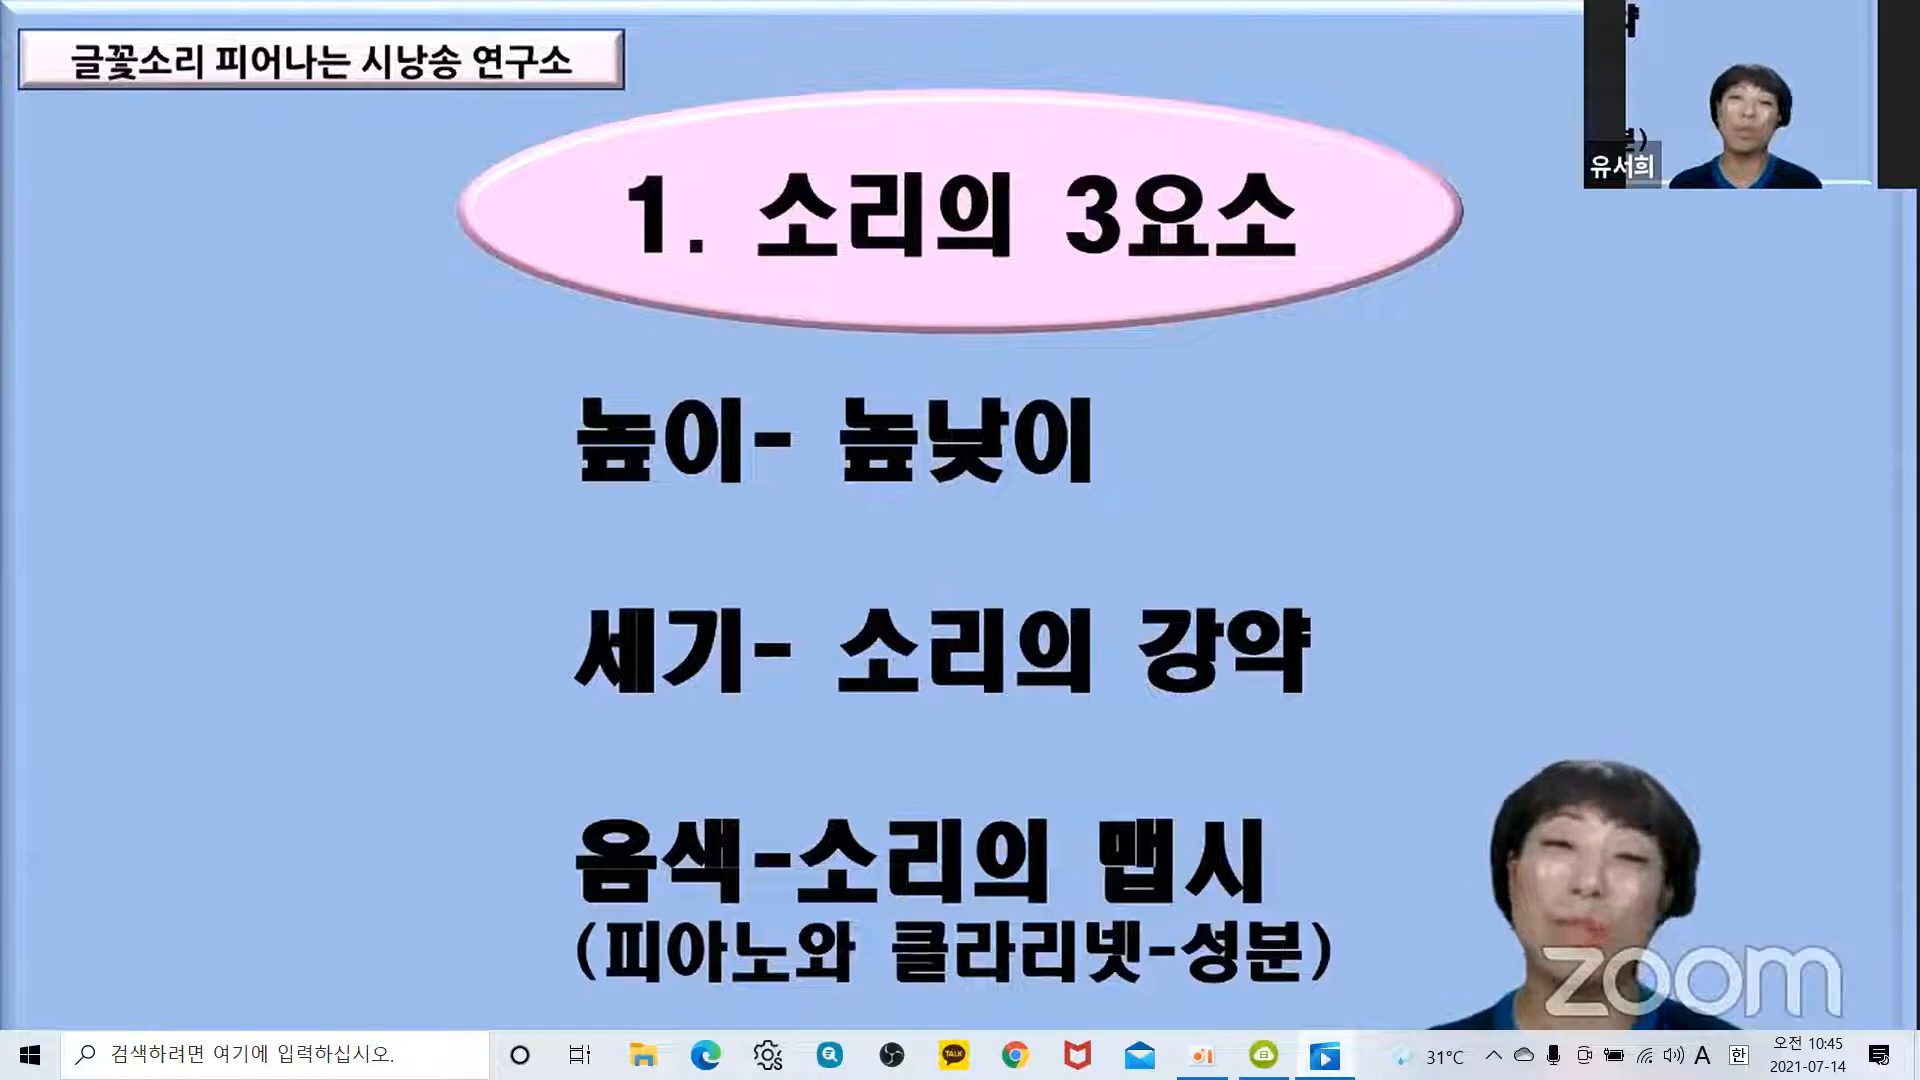 글꽃소리 피어나는 시낭송 연구소
유서희
1. 소리의 3요소
높이- 높낮이
세기- 소리의 강약
음색-소리의 맵시
(피아노와 클라리넷-성분)
zoom
검색하려면 여기에 입력하십시오.
TALK
31°C
A
한
오전 10:45
2021-07-14